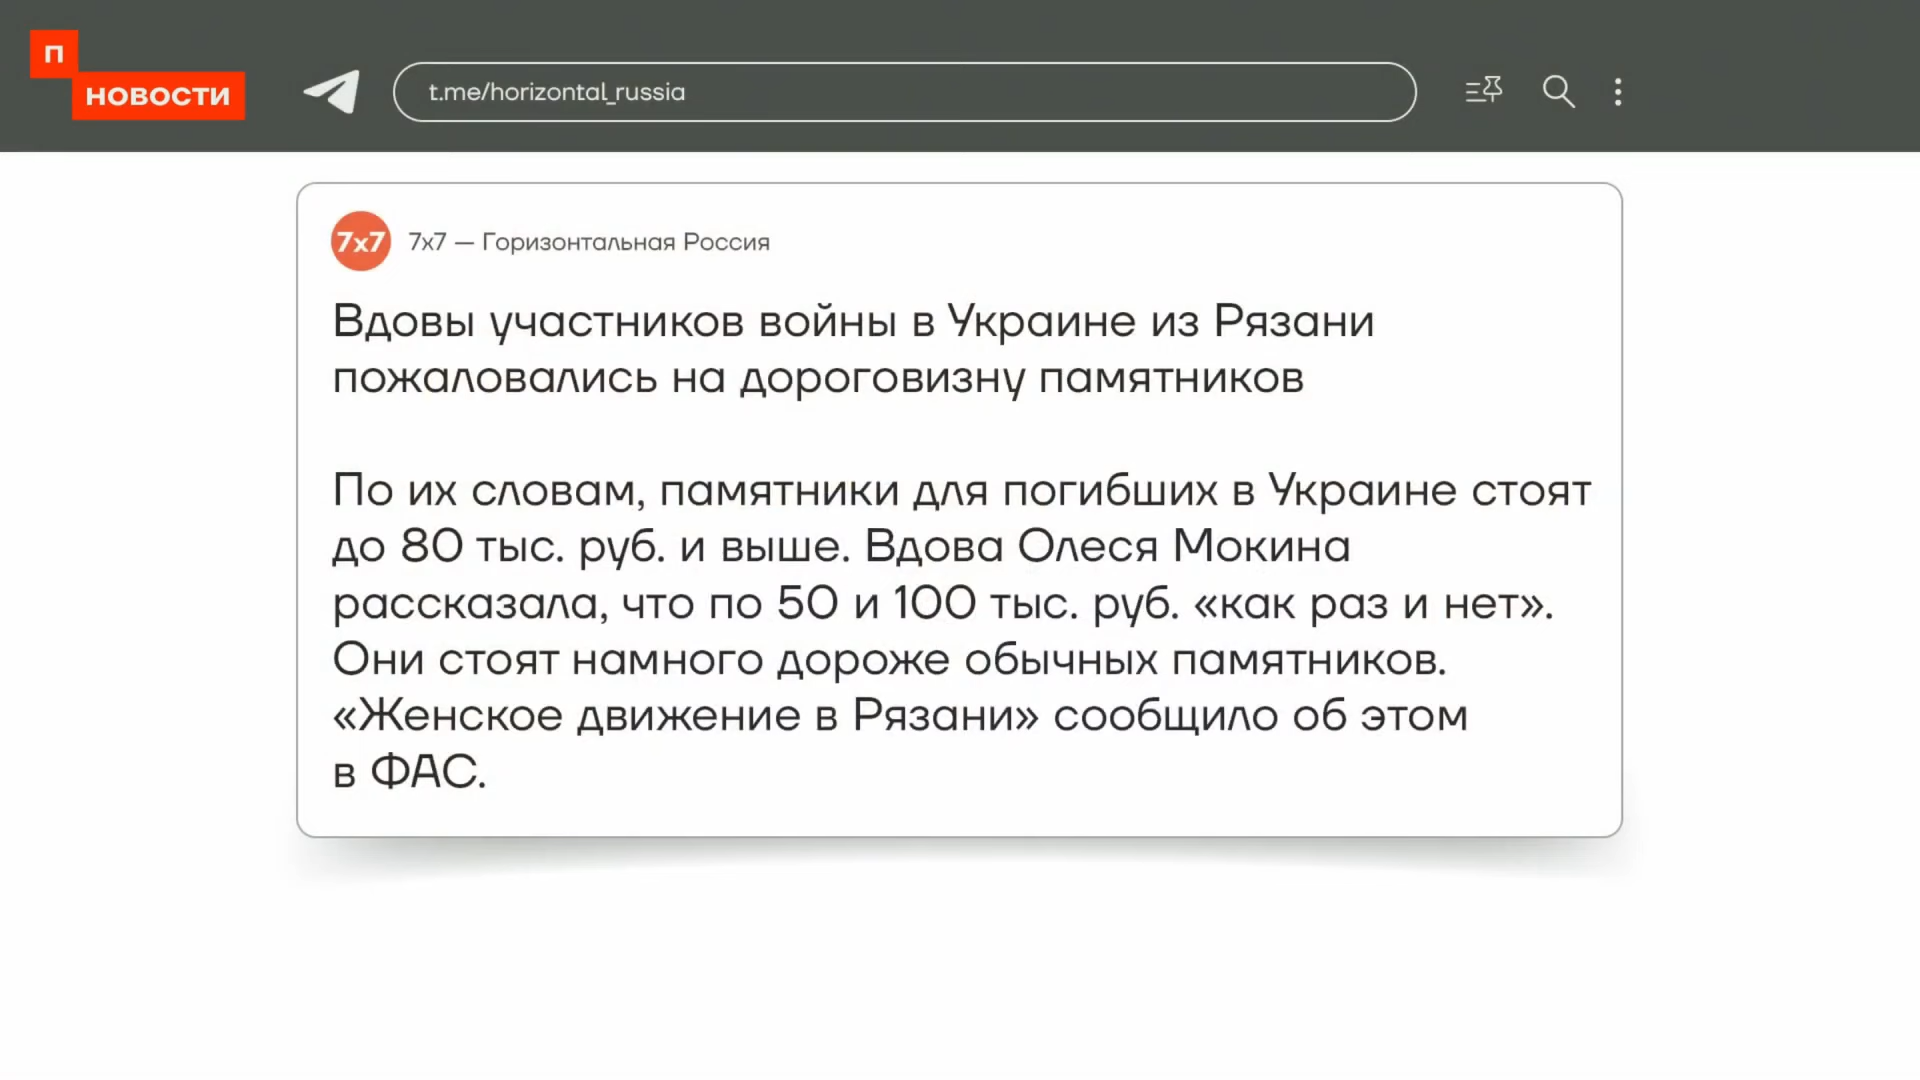 П
НОВОСТИ
t.me/horizontal_russia
7x7
7x7 — Горизонтальная Россия
Вдовы участников войны в Украине из Рязани
пожаловались на дороговизну памятников
По их словам, памятники для погибших в Украине стоят
до 80 тыс. руб. и выше. Вдова Олеся Мокина
рассказала, что по 50 и 100 тыс. руб. «как раз и нет».
Они стоят намного дороже обычных памятников.
«Женское движение в Рязани» сообщило об этом
в ФАС.